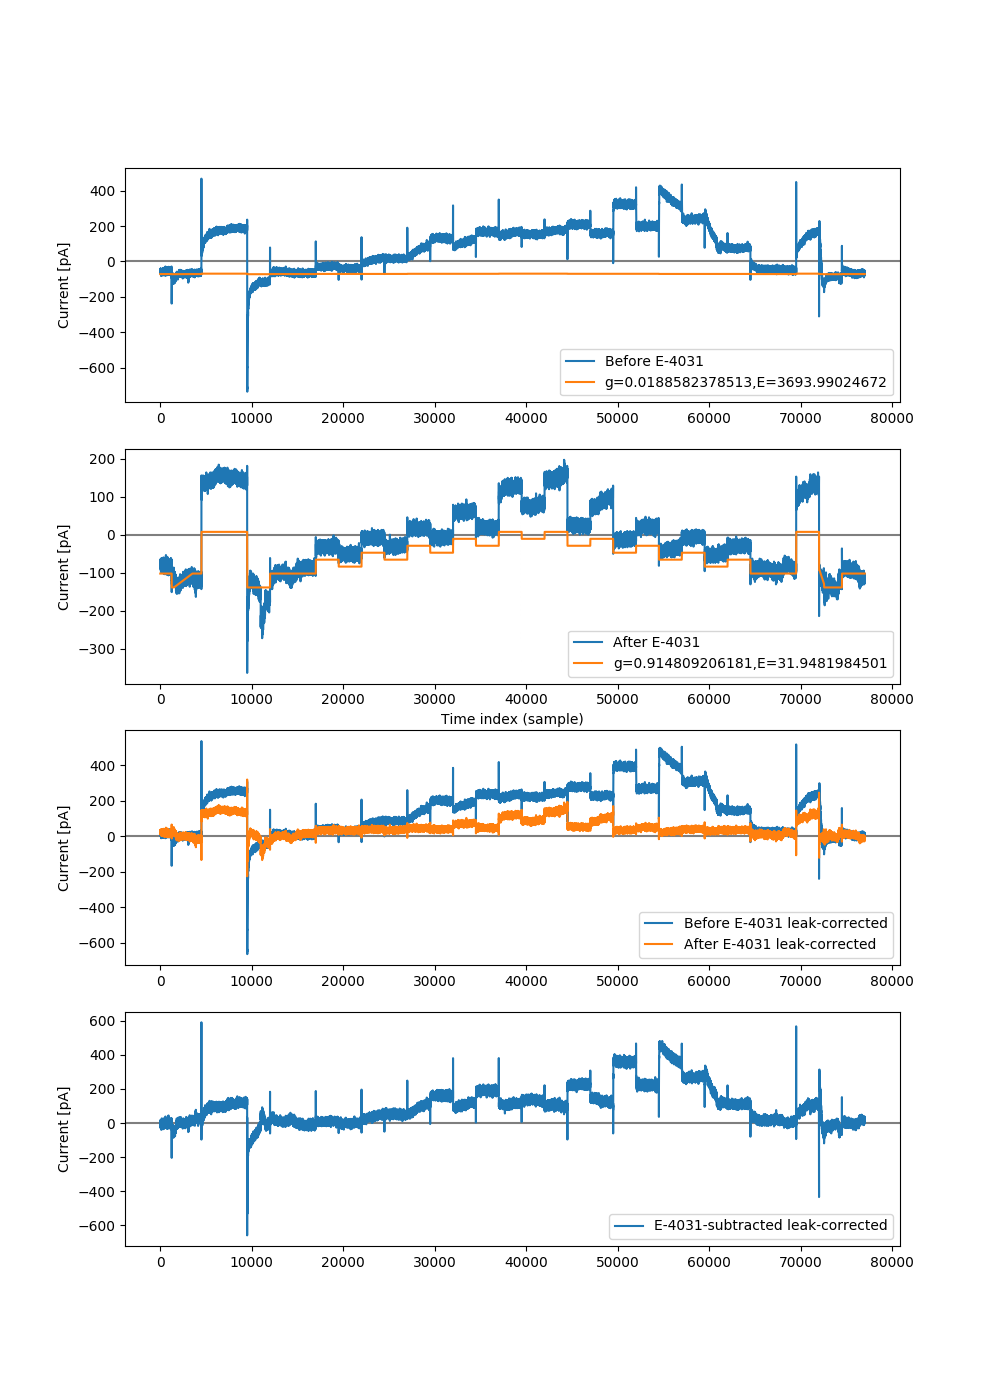 400
200
0
−200
−400
−600
Current [pA]
Before E-4031
g=0.0188582378513,E=3693.99024672
0 10000 20000 30000 40000 50000 60000 70000 80000
200
100
0
−100
−200
−300
Current [pA]
After E-4031
g=0.914809206181,E=31.9481984501
0 10000 20000 30000 40000 50000 60000 70000 80000
Time index (sample)
400
200
0
−200
−400
−600
Current [pA]
Before E-4031 leak-corrected
After E-4031 leak-corrected
0 10000 20000 30000 40000 50000 60000 70000 80000
600
400
200
0
−200
−400
−600
Current [pA]
E-4031-subtracted leak-corrected
0 10000 20000 30000 40000 50000 60000 70000 80000